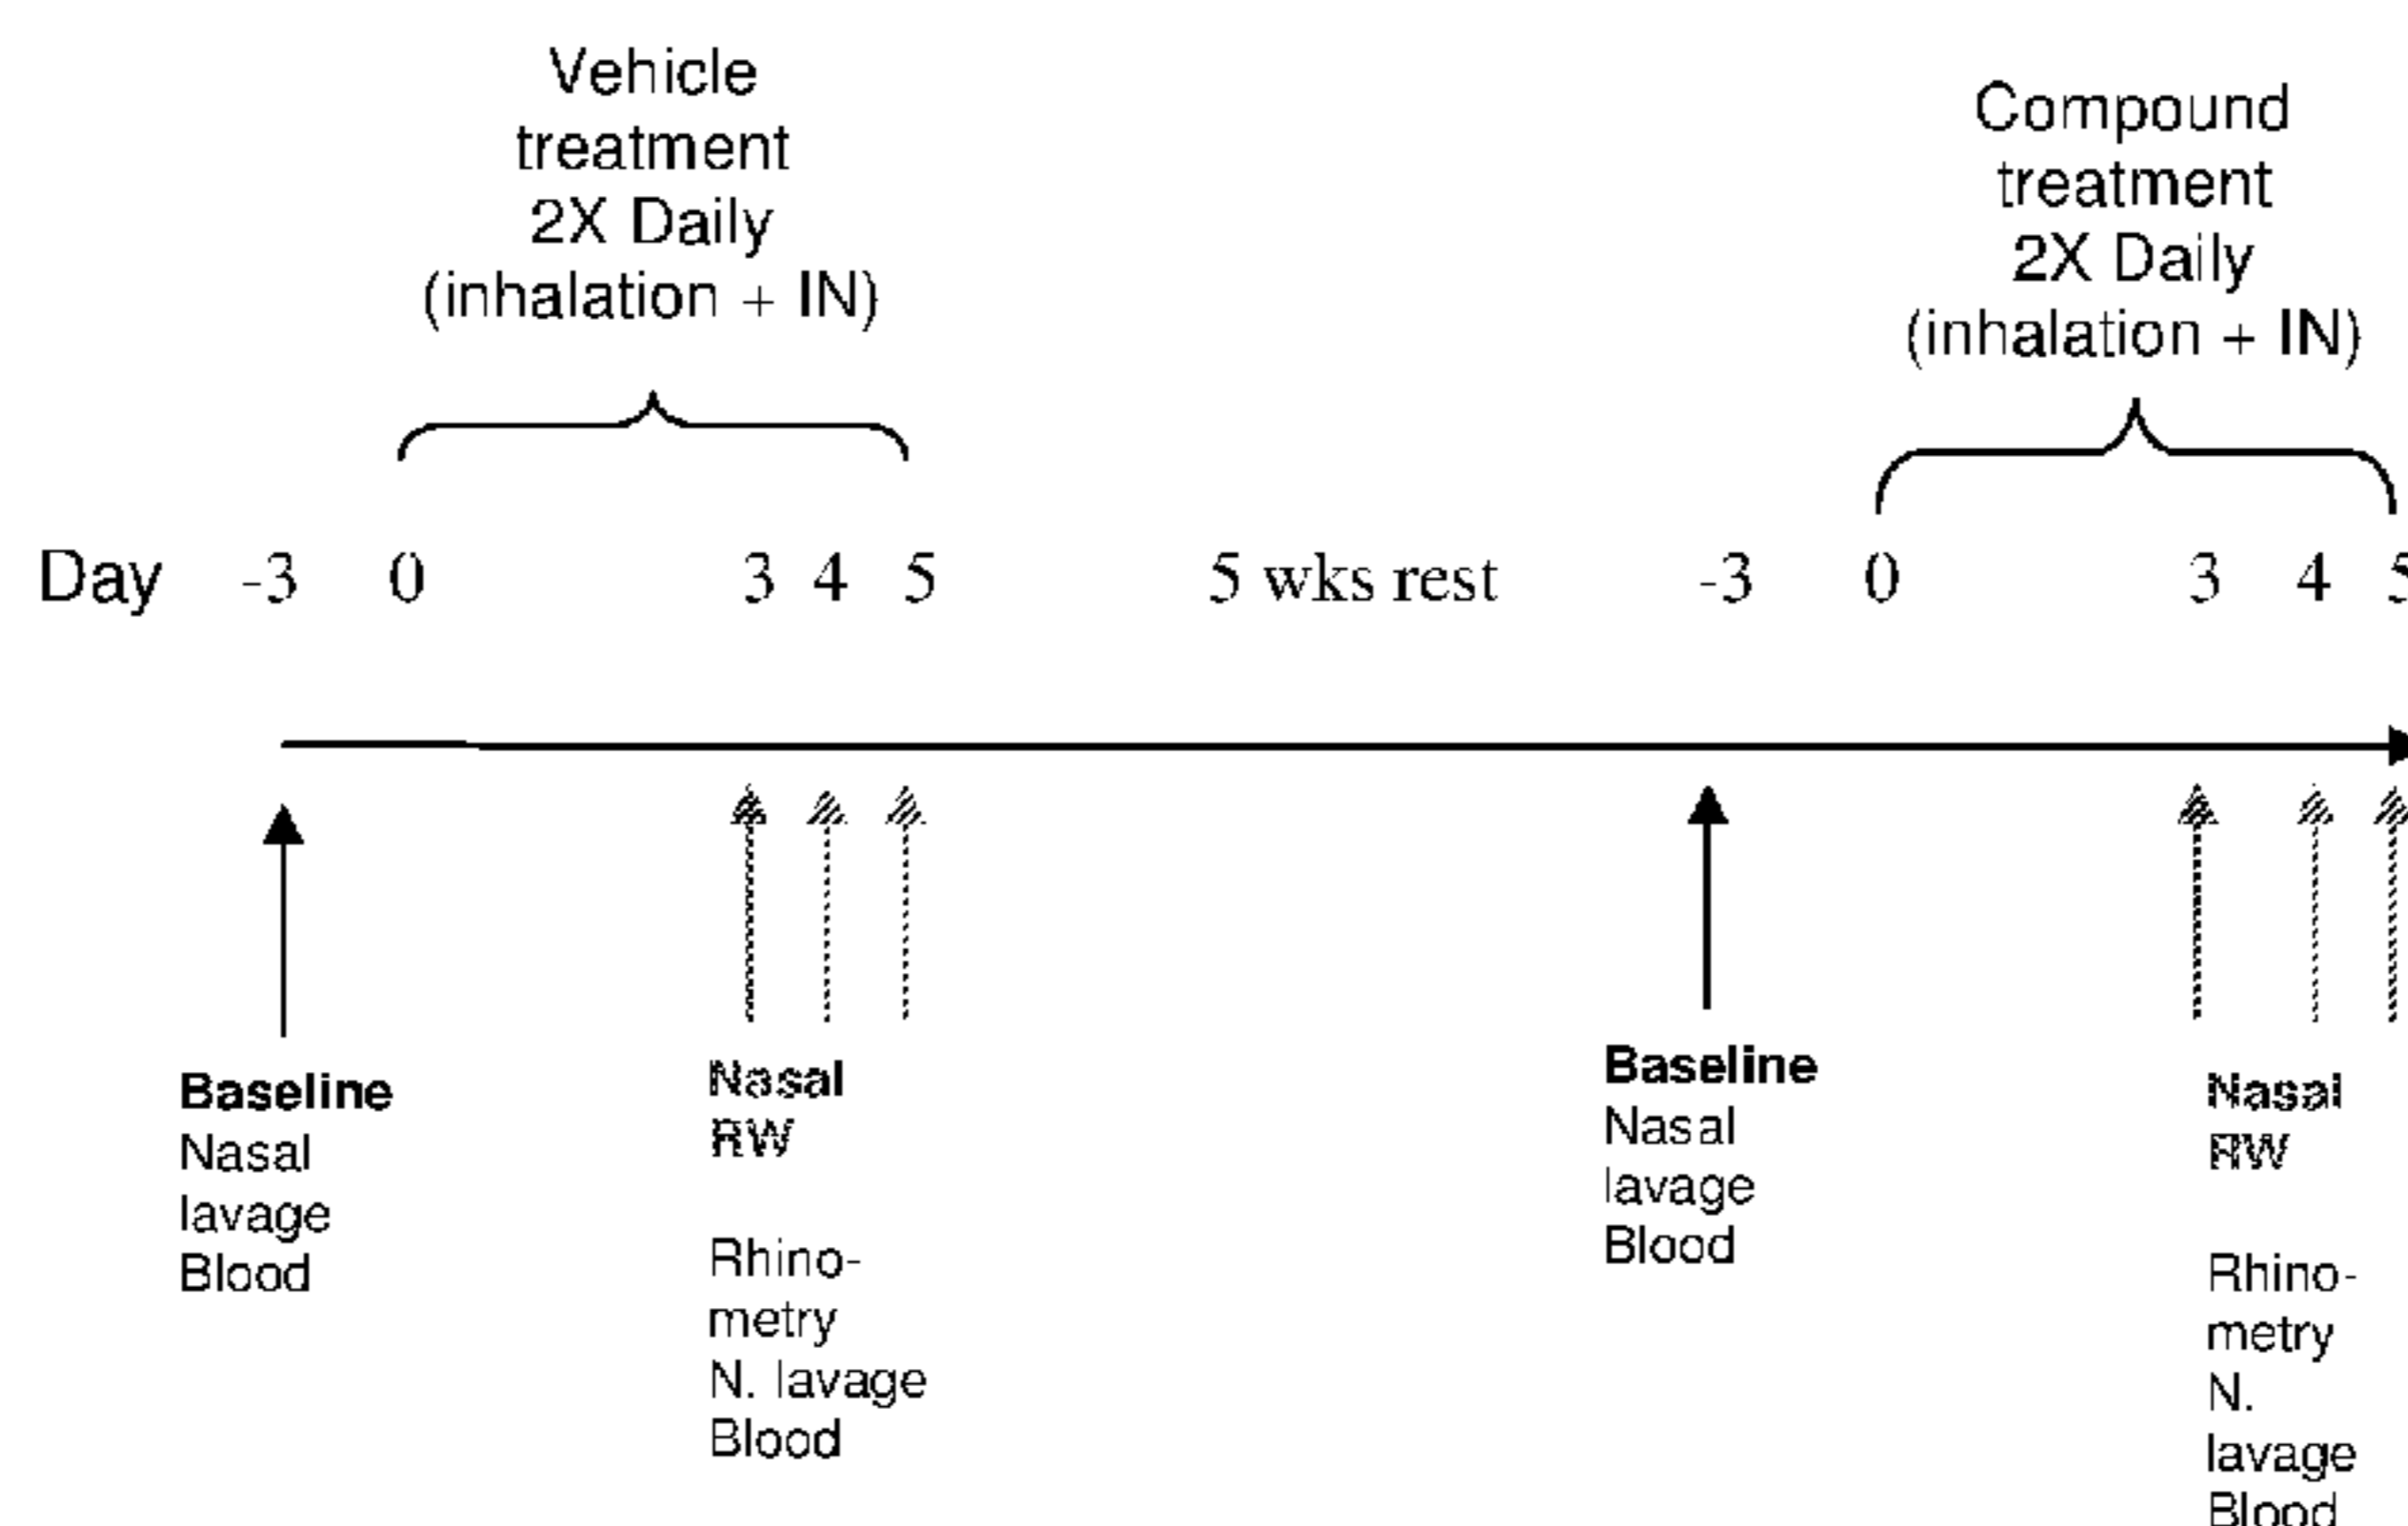 Vehicle
treatment
2X Daily
(inhalation + IN)
Compound
treatment
2X Daily
(inhalation + IN)
Day -3 0 3 4 5 5 wks rest -3 0 3 4 5
Baseline
Nasal
lavage
Blood
Nasal
RW
Rhino-
metry
N. lavage
Blood
Baseline
Nasal
lavage
Blood
Nasal
RW
Rhino-
metry
N.
lavage
Blood